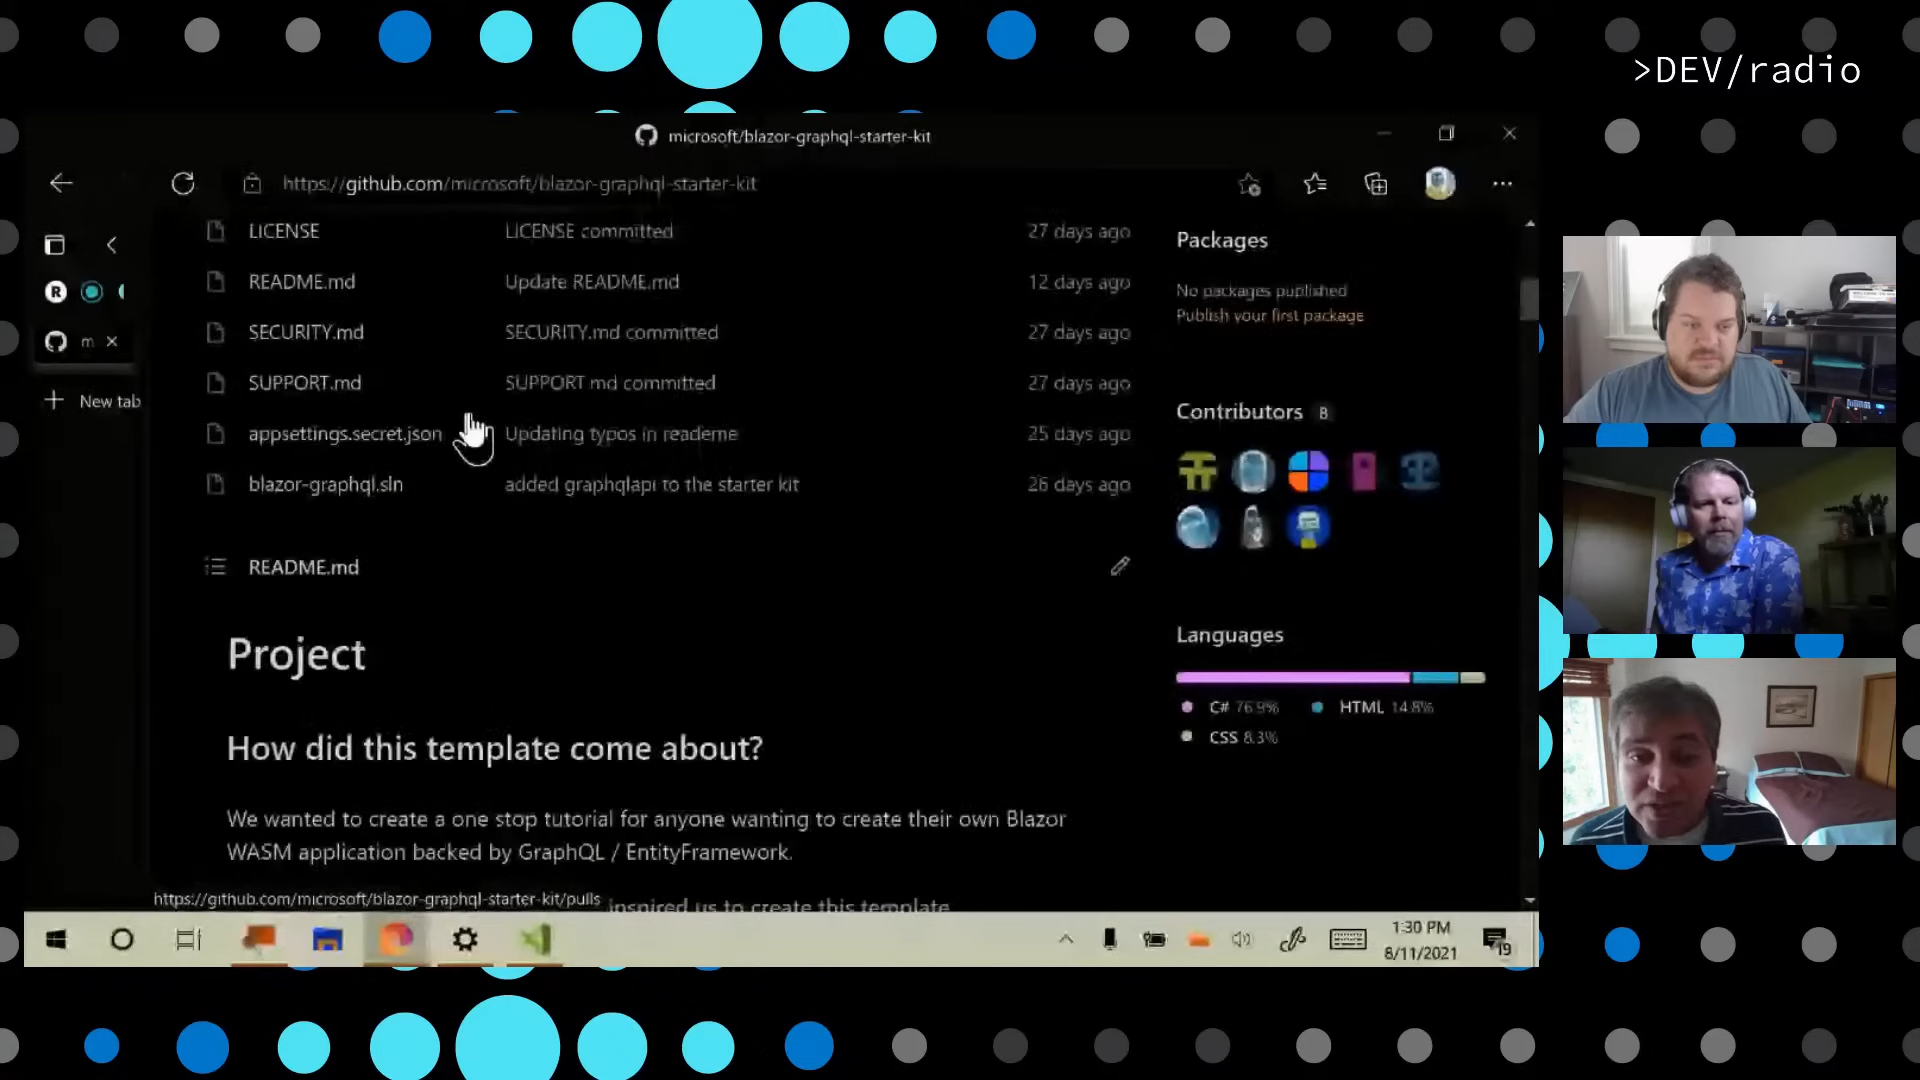 >DEV/radio
microsoft/blazor-graphql-starter-kit
https://github.com/microsoft/blazor-graphql-starter-kit
LICENSE LICENSE committed 27 days ago
README.md Update README.md 12 days ago
SECURITY.md SECURITY.md committed 27 days ago
SUPPORT.md SUPPORT md committed 27 days ago
appsettings.secret.json Updating typos in reademe 25 days ago
blazor-graphql.sln added graphqlapi to the starter kit 26 days ago
R
m
New tab
Packages
No packages published
Publish your first package
Contributors 8
Languages
C# 76.9% HTML 14.8%
CSS 8.3%
README.md
Project
How did this template come about?
We wanted to create a one stop tutorial for anyone wanting to create their own Blazor
WASM application backed by GraphQL / EntityFramework.
https://github.com/microsoft/blazor-graphql-starter-kit/pulls
inspired us to create this template
1:30 PM
8/11/2021
19